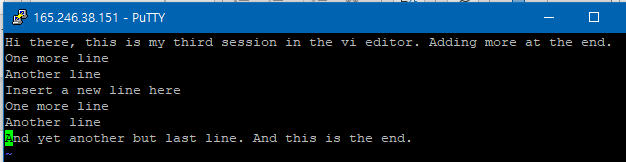 165.246.38.151 - PuTTY
Hi there, this is my third session in the vi editor. Adding more at the end.
One more line
Another line
Insert a new line here
One more line
Another line
And yet another but last line. And this is the end.
~